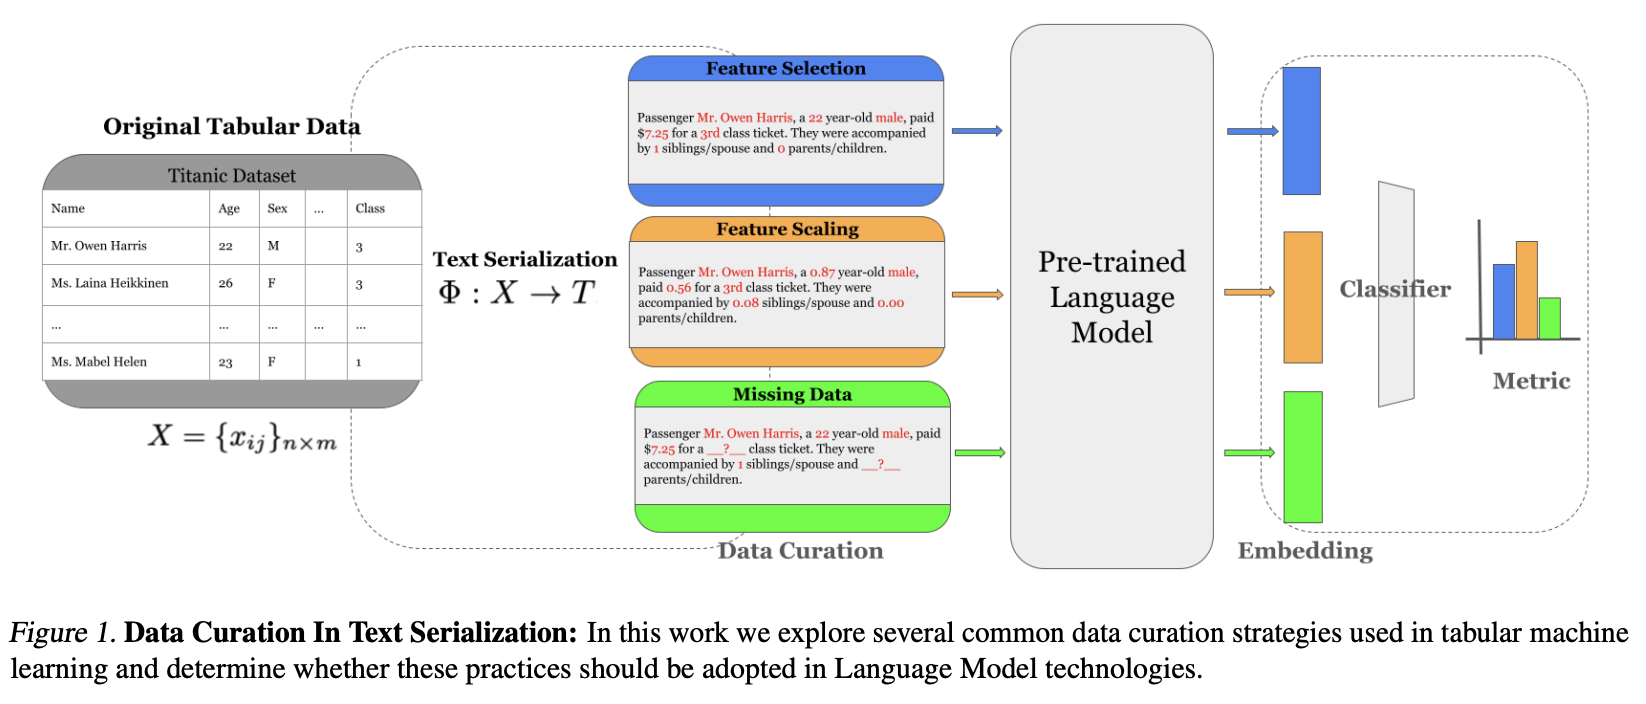 Original Tabular Data
Titanic Dataset
Name Age Sex ... Class
Mr. Owen Harris 22 M 3
Ms. Laina Heikkinen 26 F 3
... ... ... ... ...
Ms. Mabel Helen 23 F 1
X = {x_{ij}}_{n×m}
Text Serialization
Φ : X → T
Feature Selection
Passenger Mr. Owen Harris, a 22 year-old male, paid
$7.25 for a 3rd class ticket. They were accompanied
by 1 siblings/spouse and 0 parents/children.
Feature Scaling
Passenger Mr. Owen Harris, a 0.87 year-old male,
paid 0.56 for a 3rd class ticket. They were
accompanied by 0.08 siblings/spouse and 0.00
parents/children.
Missing Data
Passenger Mr. Owen Harris, a 22 year-old male, paid
$7.25 for a __?__ class ticket. They were
accompanied by 1 siblings/spouse and __?__
parents/children.
Data Curation
Pre-trained
Language
Model
Embedding
Classifier
Metric
Figure 1. Data Curation In Text Serialization: In this work we explore several common data curation strategies used in tabular machine
learning and determine whether these practices should be adopted in Language Model technologies.